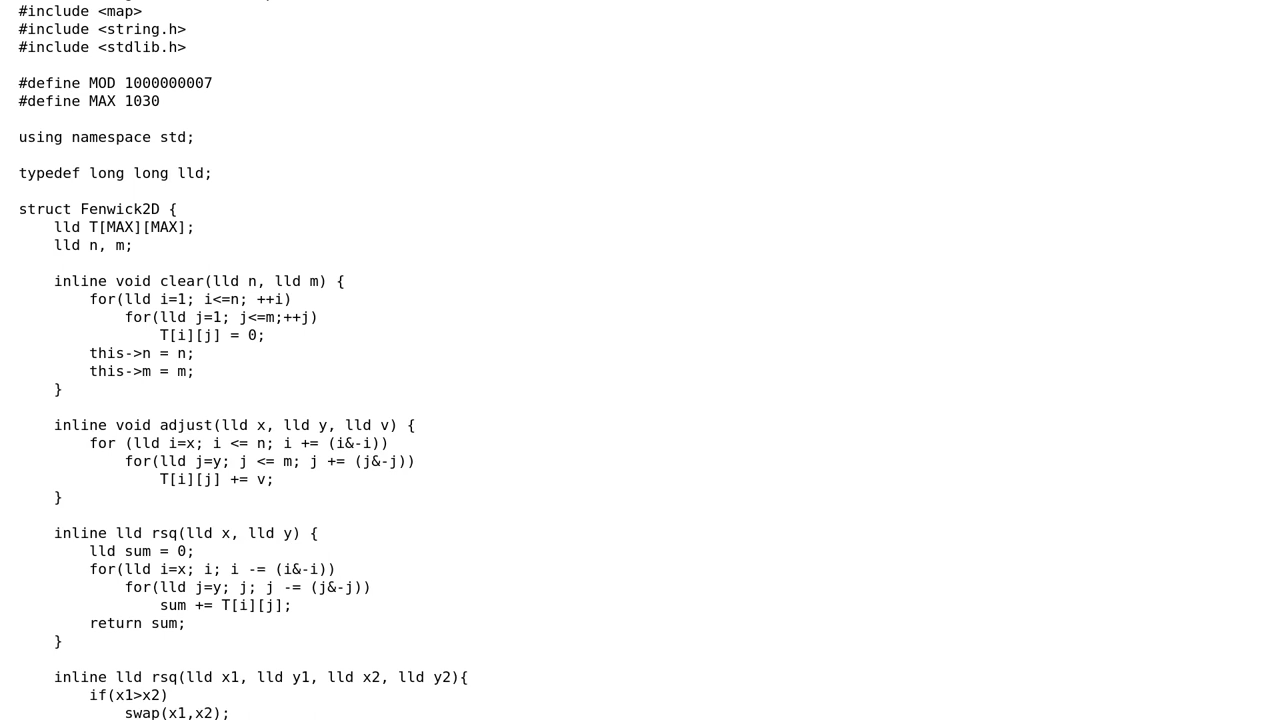 #include <map>
#include <string.h>
#include <stdlib.h>

#define MOD 1000000007
#define MAX 1030

using namespace std;

typedef long long lld;

struct Fenwick2D {
    lld T[MAX][MAX];
    lld n, m;

    inline void clear(lld n, lld m) {
        for(lld i=1; i<=n; ++i)
            for(lld j=1; j<=m;++j)
                T[i][j] = 0;
        this->n = n;
        this->m = m;
    }

    inline void adjust(lld x, lld y, lld v) {
        for (lld i=x; i <= n; i += (i&-i))
            for(lld j=y; j <= m; j += (j&-j))
                T[i][j] += v;
    }

    inline lld rsq(lld x, lld y) {
        lld sum = 0;
        for(lld i=x; i; i -= (i&-i))
            for(lld j=y; j; j -= (j&-j))
                sum += T[i][j];
        return sum;
    }

    inline lld rsq(lld x1, lld y1, lld x2, lld y2){
        if(x1>x2)
            swap(x1,x2);